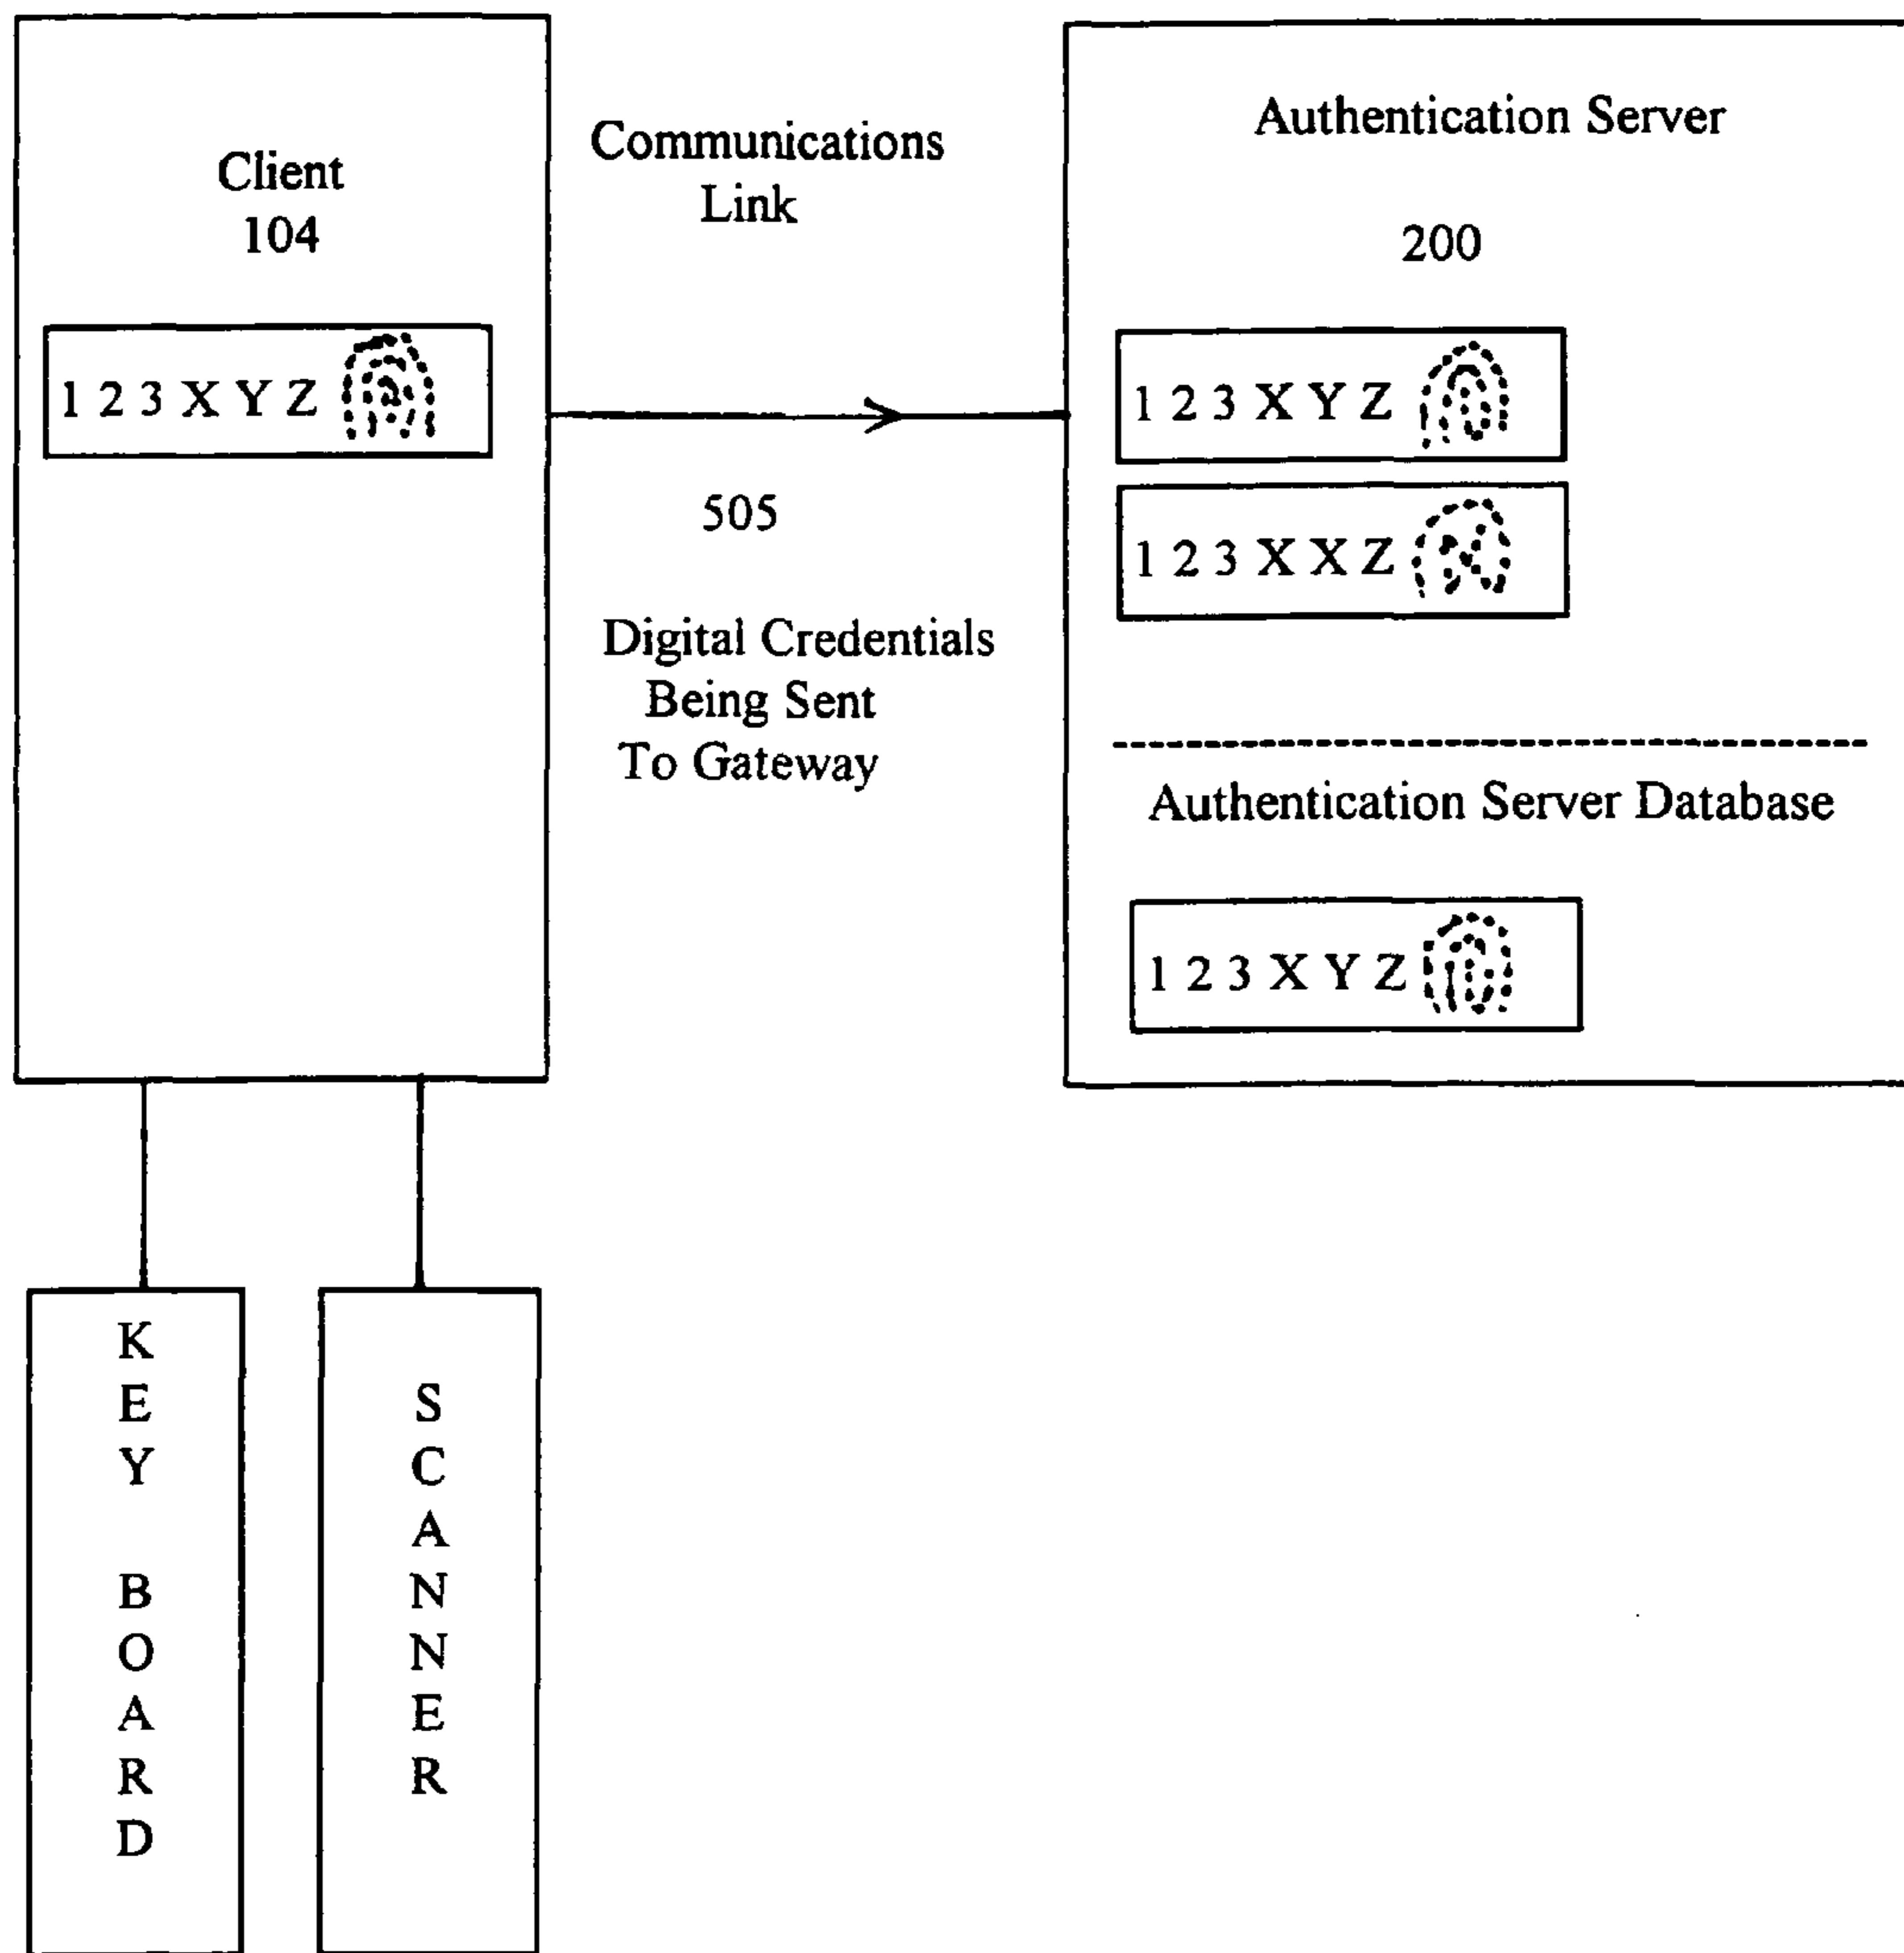 Client
104
1 2 3 X Y Z
Communications
Link
505
Digital Credentials
Being Sent
To Gateway
Authentication Server
200
1 2 3 X Y Z
1 2 3 X X Z
Authentication Server Database
1 2 3 X Y Z
K
E
Y
B
O
A
R
D
S
C
A
N
N
E
R